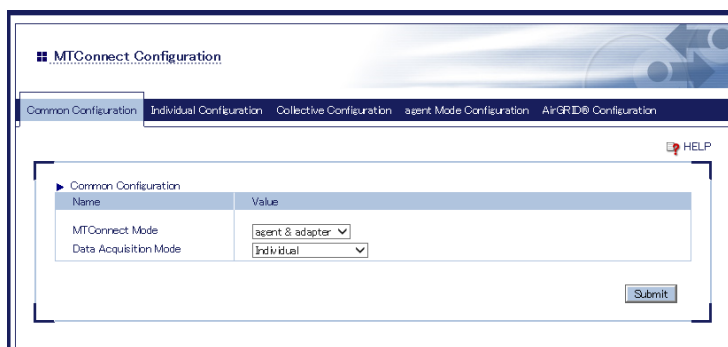 MTConnect Configuration
Common Configuration Individual Configuration Collective Configuration agent Mode Configuration AirGRID® Configuration
HELP
Common Configuration
Name Value
MTConnect Mode agent & adapter
Data Acquisition Mode Individual
Submit